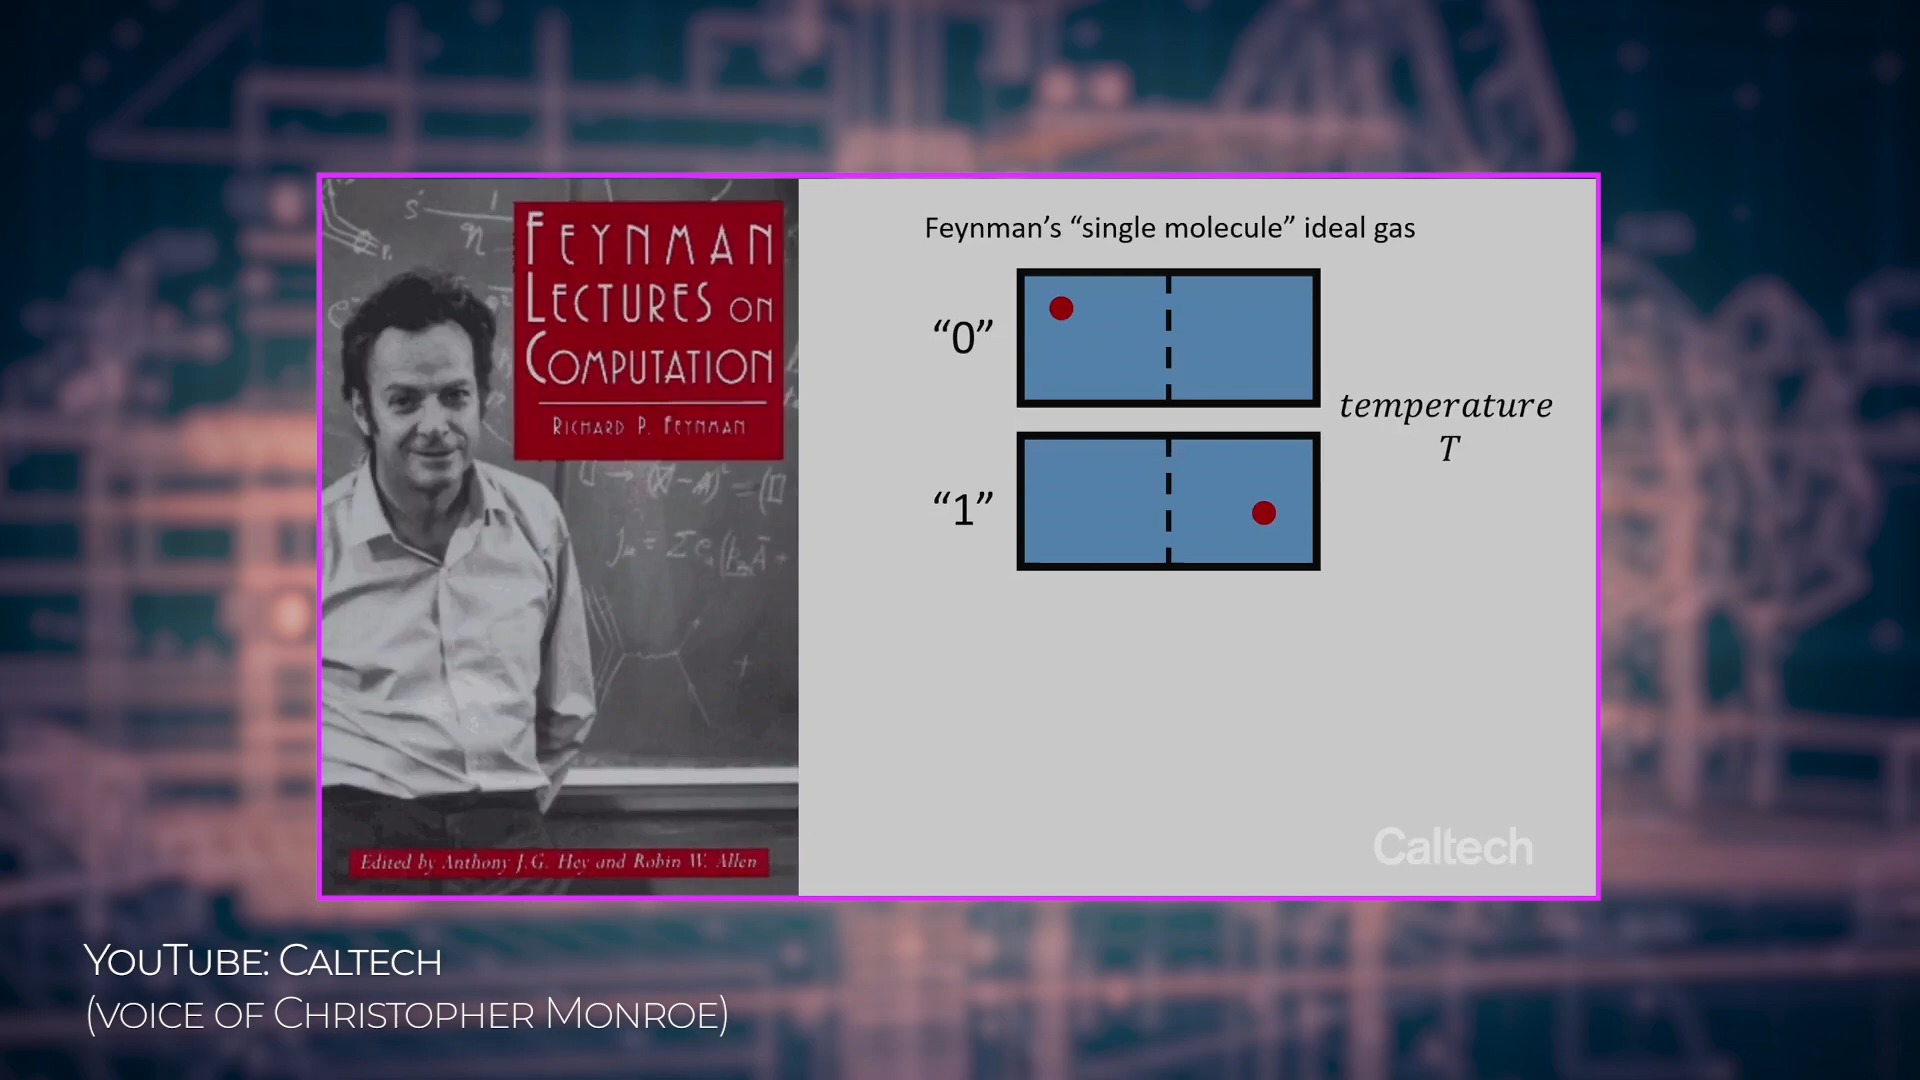 FEYNMAN
LECTURES ON
COMPUTATION
RICHARD P. FEYNMAN
Edited by Anthony J.G. Hey and Robin W. Allen
Feynman’s “single molecule” ideal gas
“0”
“1”
temperature
T
Caltech
YOUTUBE: CALTECH
(VOICE OF CHRISTOPHER MONROE)